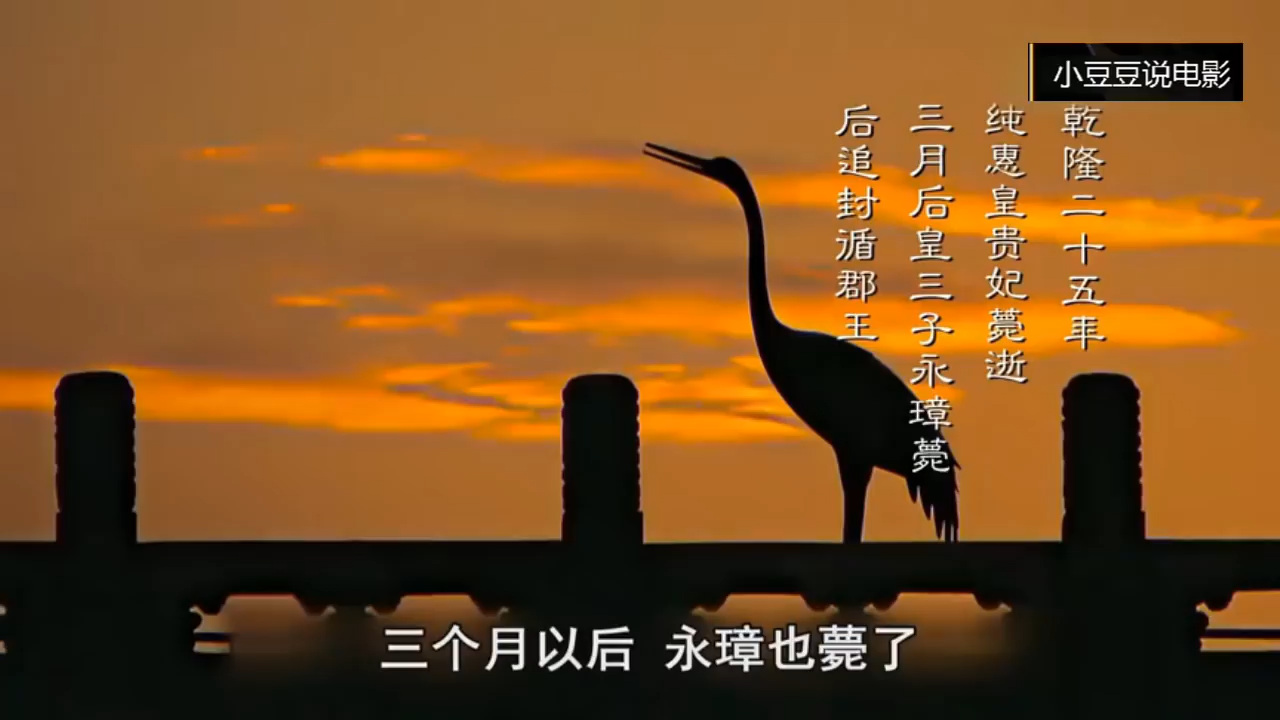 小豆豆说电影
乾隆二十五年
纯惠皇贵妃薨逝
三月后皇三子永璋薨
后追封循郡王
三个月以后 永璋也薨了